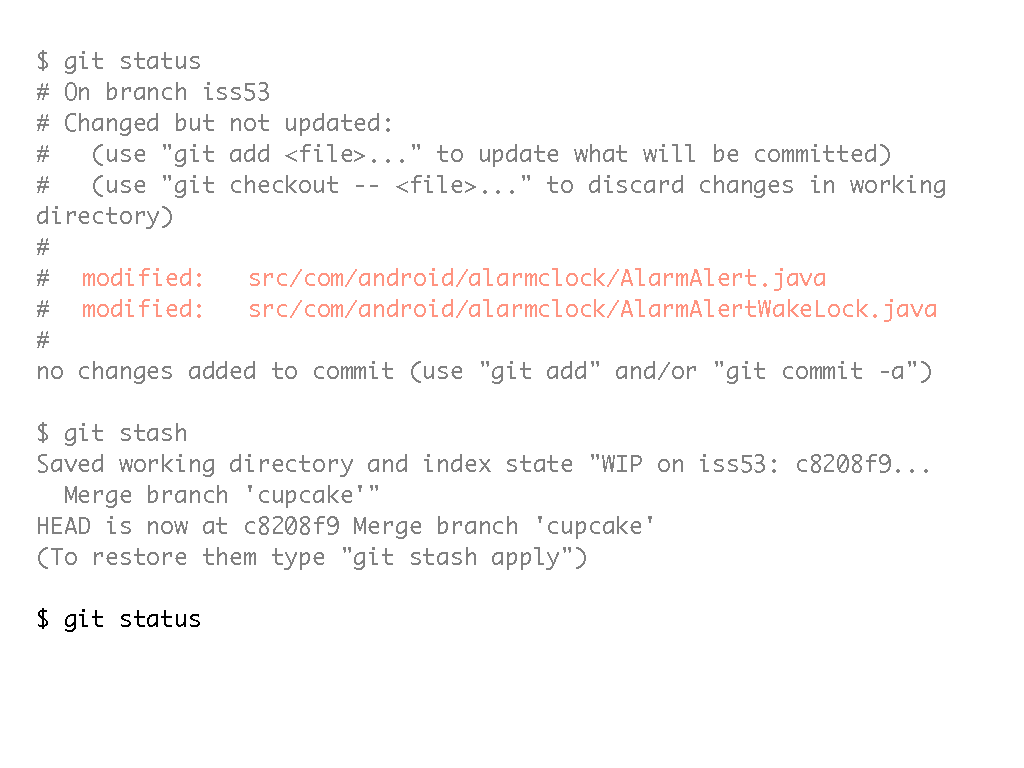 $ git status
# On branch iss53
# Changed but not updated:
#   (use "git add <file>..." to update what will be committed)
#   (use "git checkout -- <file>..." to discard changes in working
directory)
#
#  modified:   src/com/android/alarmclock/AlarmAlert.java
#  modified:   src/com/android/alarmclock/AlarmAlertWakeLock.java
#
no changes added to commit (use "git add" and/or "git commit -a")

$ git stash
Saved working directory and index state "WIP on iss53: c8208f9...
  Merge branch 'cupcake'"
HEAD is now at c8208f9 Merge branch 'cupcake'
(To restore them type "git stash apply")

$ git status